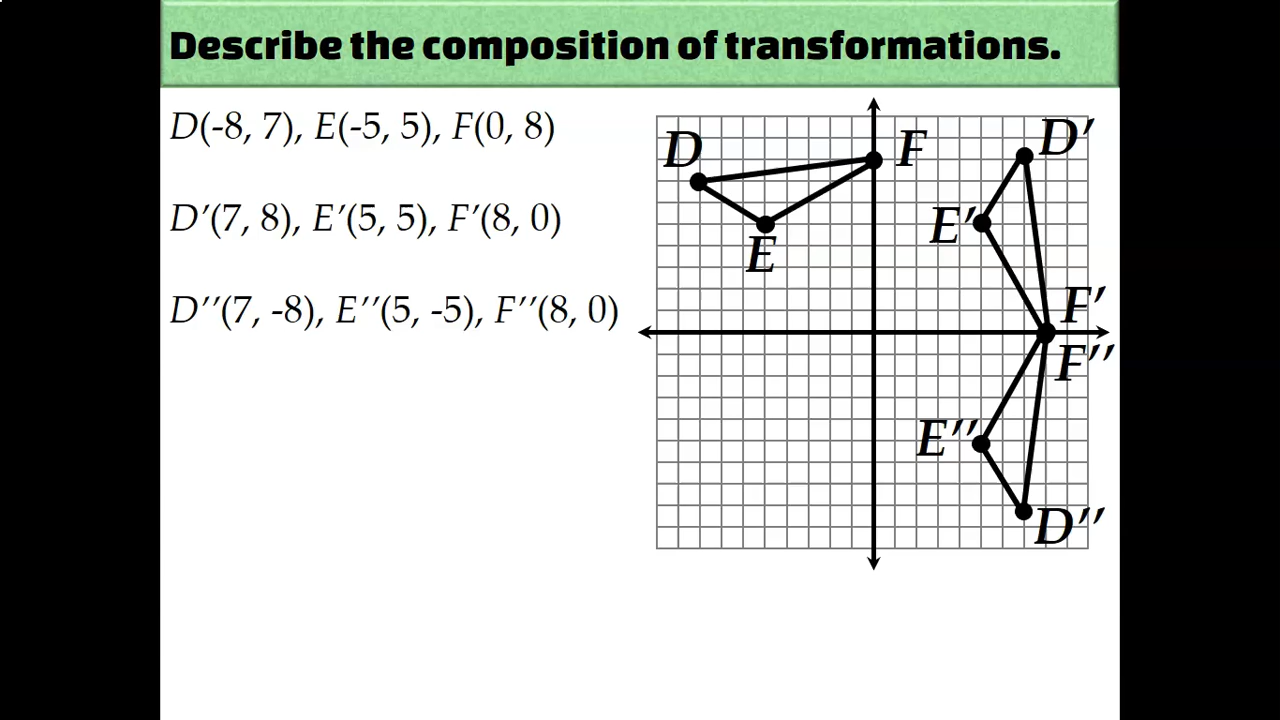 Describe the composition of transformations.
D(-8, 7), E(-5, 5), F(0, 8)
D′(7, 8), E′(5, 5), F′(8, 0)
D′′(7, -8), E′′(5, -5), F′′(8, 0)
D
F
E
D′
E′
F′
F′′
E′′
D′′